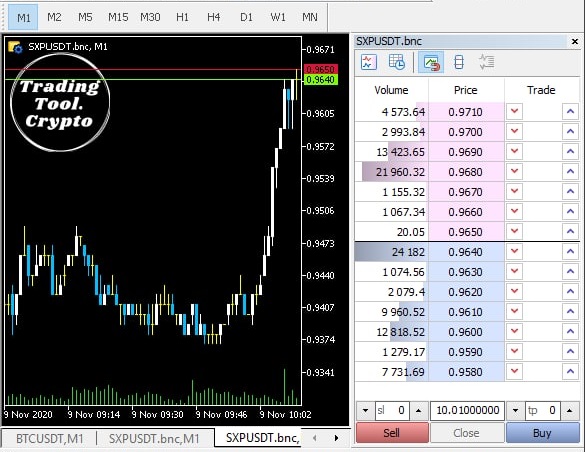 M1 M5 M15 M30 H1 H4 D1 W1 MN
SXPUSDT.bnc, M1
Trading
Tool.
Crypto
0.9671
0.9650
0.9640
0.9605
0.9572
0.9539
0.9506
0.9473
0.9440
0.9407
0.9374
0.9341
9 Nov 2020 9 Nov 09:14 9 Nov 09:30 9 Nov 09:46 9 Nov 10:02
BTCUSDT,M1 SXPUSDT.bnc,M1 SXPUSDT.bnc,
SXPUSDT.bnc
Volume Price Trade
4 573.64 0.9710
2 993.84 0.9700
13 423.65 0.9690
21 960.32 0.9680
1 155.32 0.9670
1 067.34 0.9660
20.05 0.9650
24 182 0.9640
1 074.56 0.9630
2 079.4 0.9620
9 960.52 0.9610
12 818.52 0.9600
1 279.17 0.9590
7 731.69 0.9580
sl 0 10.01000000 tp 0
Sell Close Buy